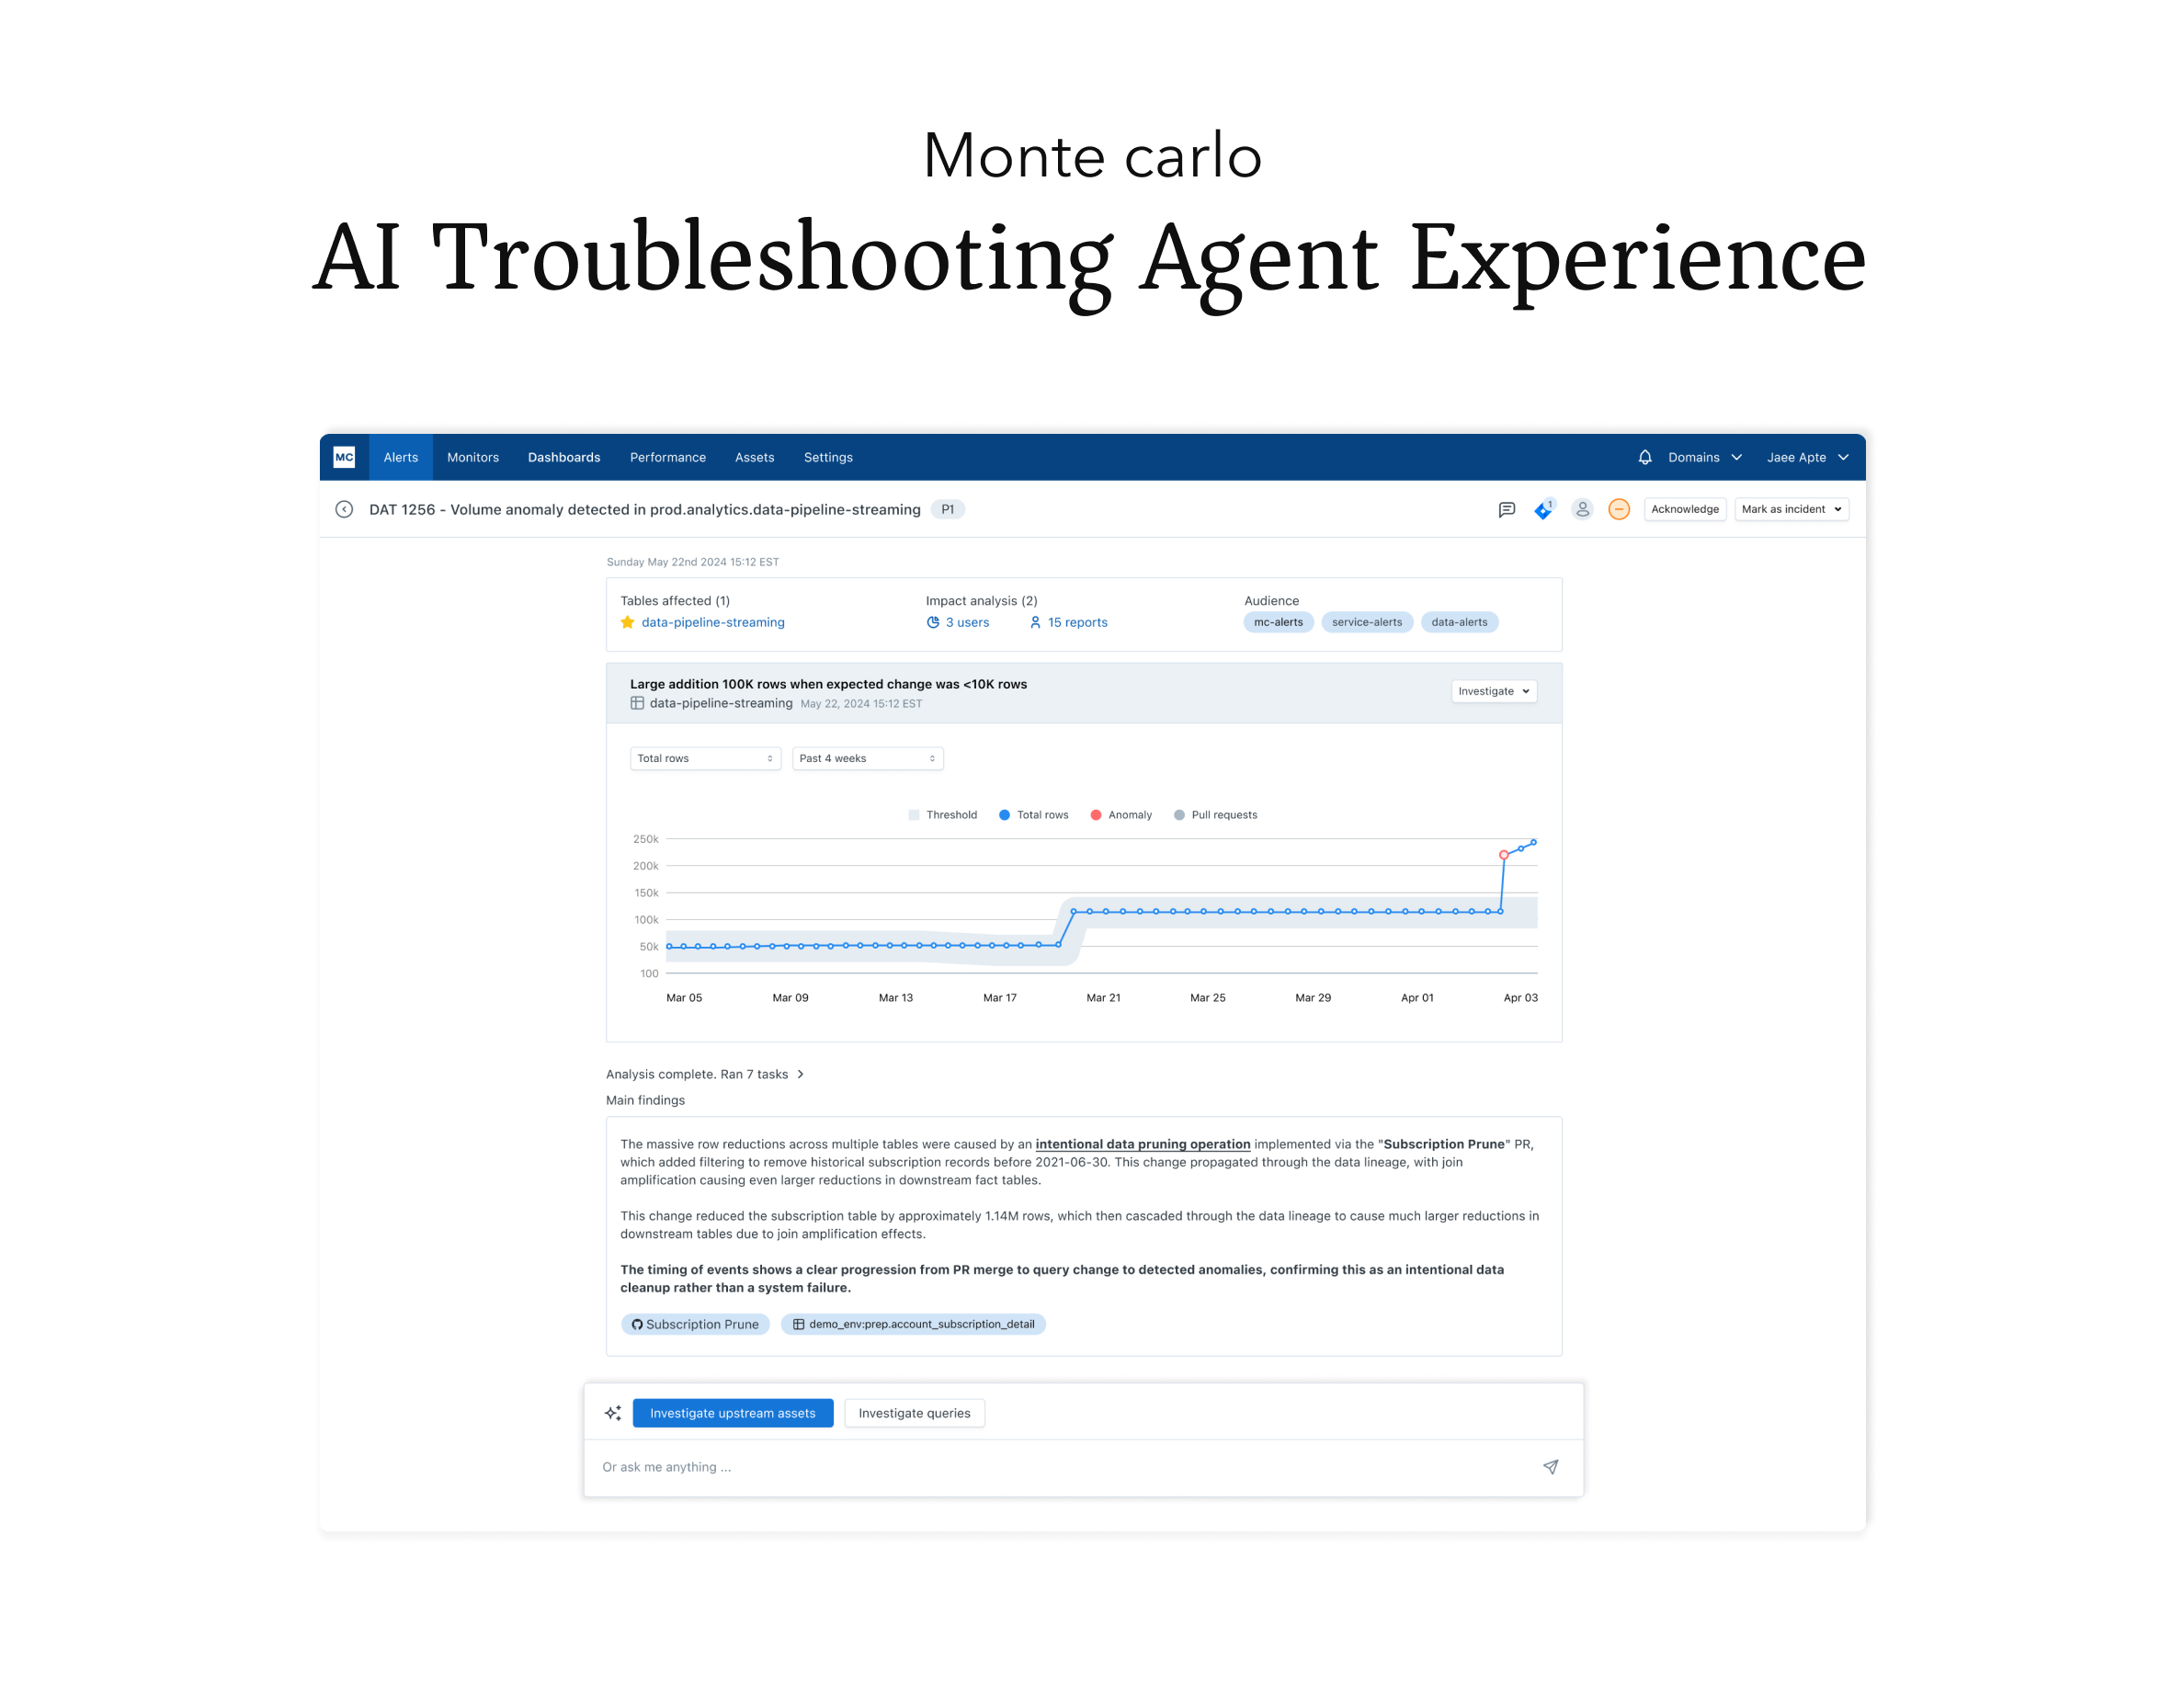 Monte carlo
AI Troubleshooting Agent Experience
MC Alerts Monitors Dashboards Performance Assets Settings Domains Jaee Apte
DAT 1256 - Volume anomaly detected in prod.analytics.data-pipeline-streaming P1 1 Acknowledge Mark as incident
Sunday May 22nd 2024 15:12 EST
Tables affected (1) Impact analysis (2) Audience
data-pipeline-streaming 3 users 15 reports mc-alerts service-alerts data-alerts
Large addition 100K rows when expected change was <10K rows
data-pipeline-streaming May 22, 2024 15:12 EST
Investigate
Total rows Past 4 weeks
Threshold Total rows Anomaly Pull requests
250k
200k
150k
100k
50k
100
Mar 05 Mar 09 Mar 13 Mar 17 Mar 21 Mar 25 Mar 29 Apr 01 Apr 03
Analysis complete. Ran 7 tasks
Main findings
The massive row reductions across multiple tables were caused by an intentional data pruning operation implemented via the "Subscription Prune" PR,
which added filtering to remove historical subscription records before 2021-06-30. This change propagated through the data lineage, with join
amplification causing even larger reductions in downstream fact tables.
This change reduced the subscription table by approximately 1.14M rows, which then cascaded through the data lineage to cause much larger reductions in
downstream tables due to join amplification effects.
The timing of events shows a clear progression from PR merge to query change to detected anomalies, confirming this as an intentional data
cleanup rather than a system failure.
Subscription Prune demo_env:prep.account_subscription_detail
Investigate upstream assets Investigate queries
Or ask me anything ...